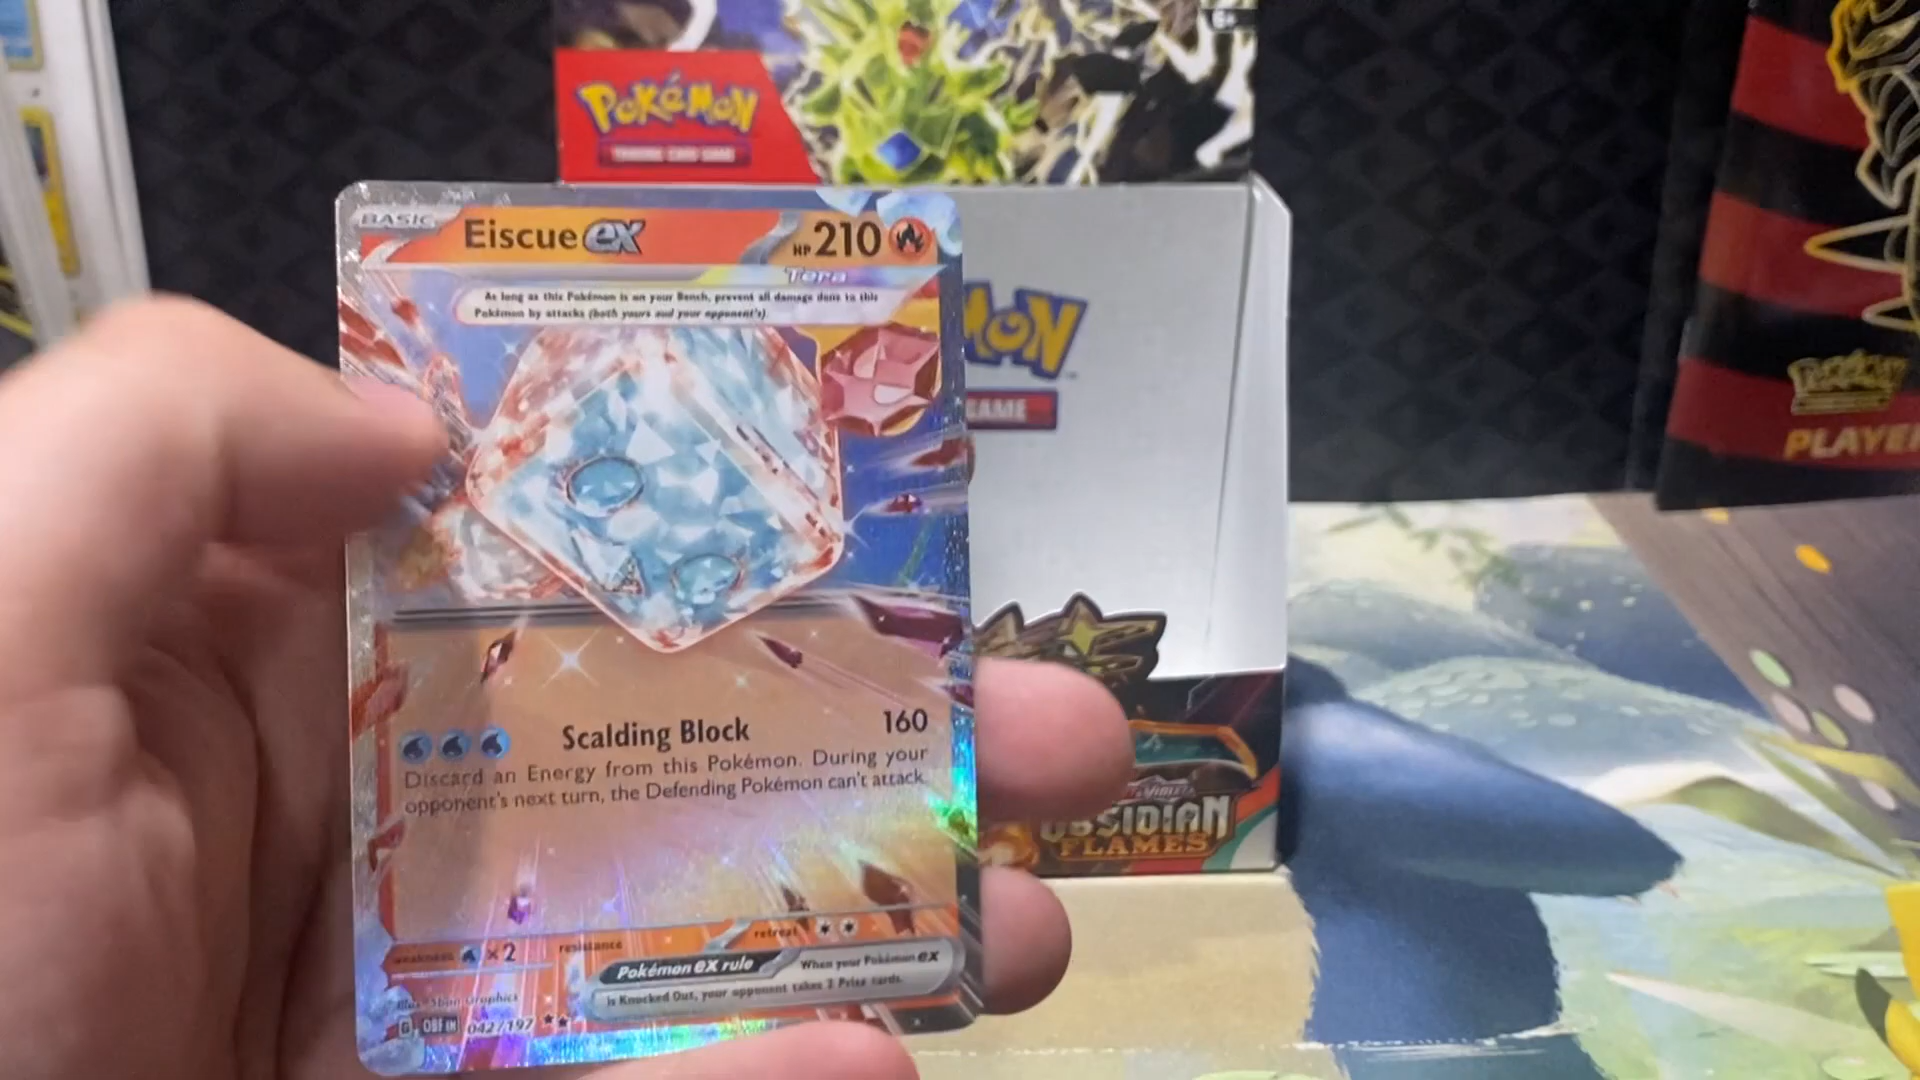 6+
Pokémon
TRADING CARD GAME
BASIC
Eiscue ex
HP 210
Tera
As long as this Pokémon is on your Bench, prevent all damage done to this
Pokémon by attacks (both yours and your opponent's).
Scalding Block 160
Discard an Energy from this Pokémon. During your
opponent's next turn, the Defending Pokémon can't attack.
weakness ×2 resistance retreat
Pokémon ex rule
When your Pokémon ex
is Knocked Out, your opponent takes 2 Prize cards.
Illus. 5ban Graphics
G OBF EN 042/197
MON
GAME
OBSIDIAN
FLAMES
Pokémon
PLAYE